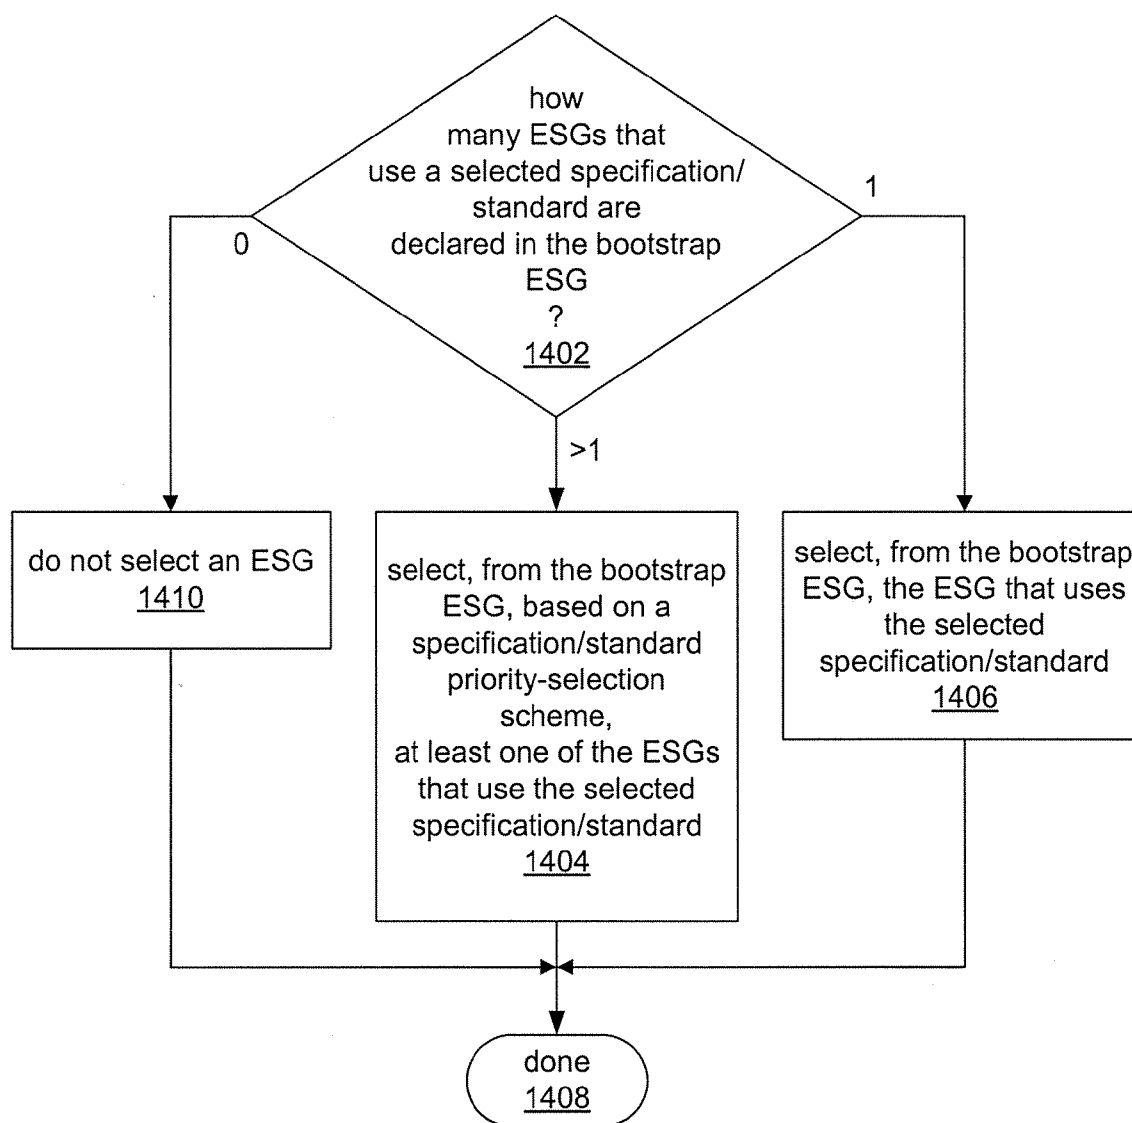 how
many ESGs that
use a selected specification/
standard are
declared in the bootstrap
ESG
?
1402
0
1
>1
do not select an ESG
1410
select, from the bootstrap
ESG, based on a
specification/standard
priority-selection
scheme,
at least one of the ESGs
that use the selected
specification/standard
1404
select, from the bootstrap
ESG, the ESG that uses
the selected
specification/standard
1406
done
1408